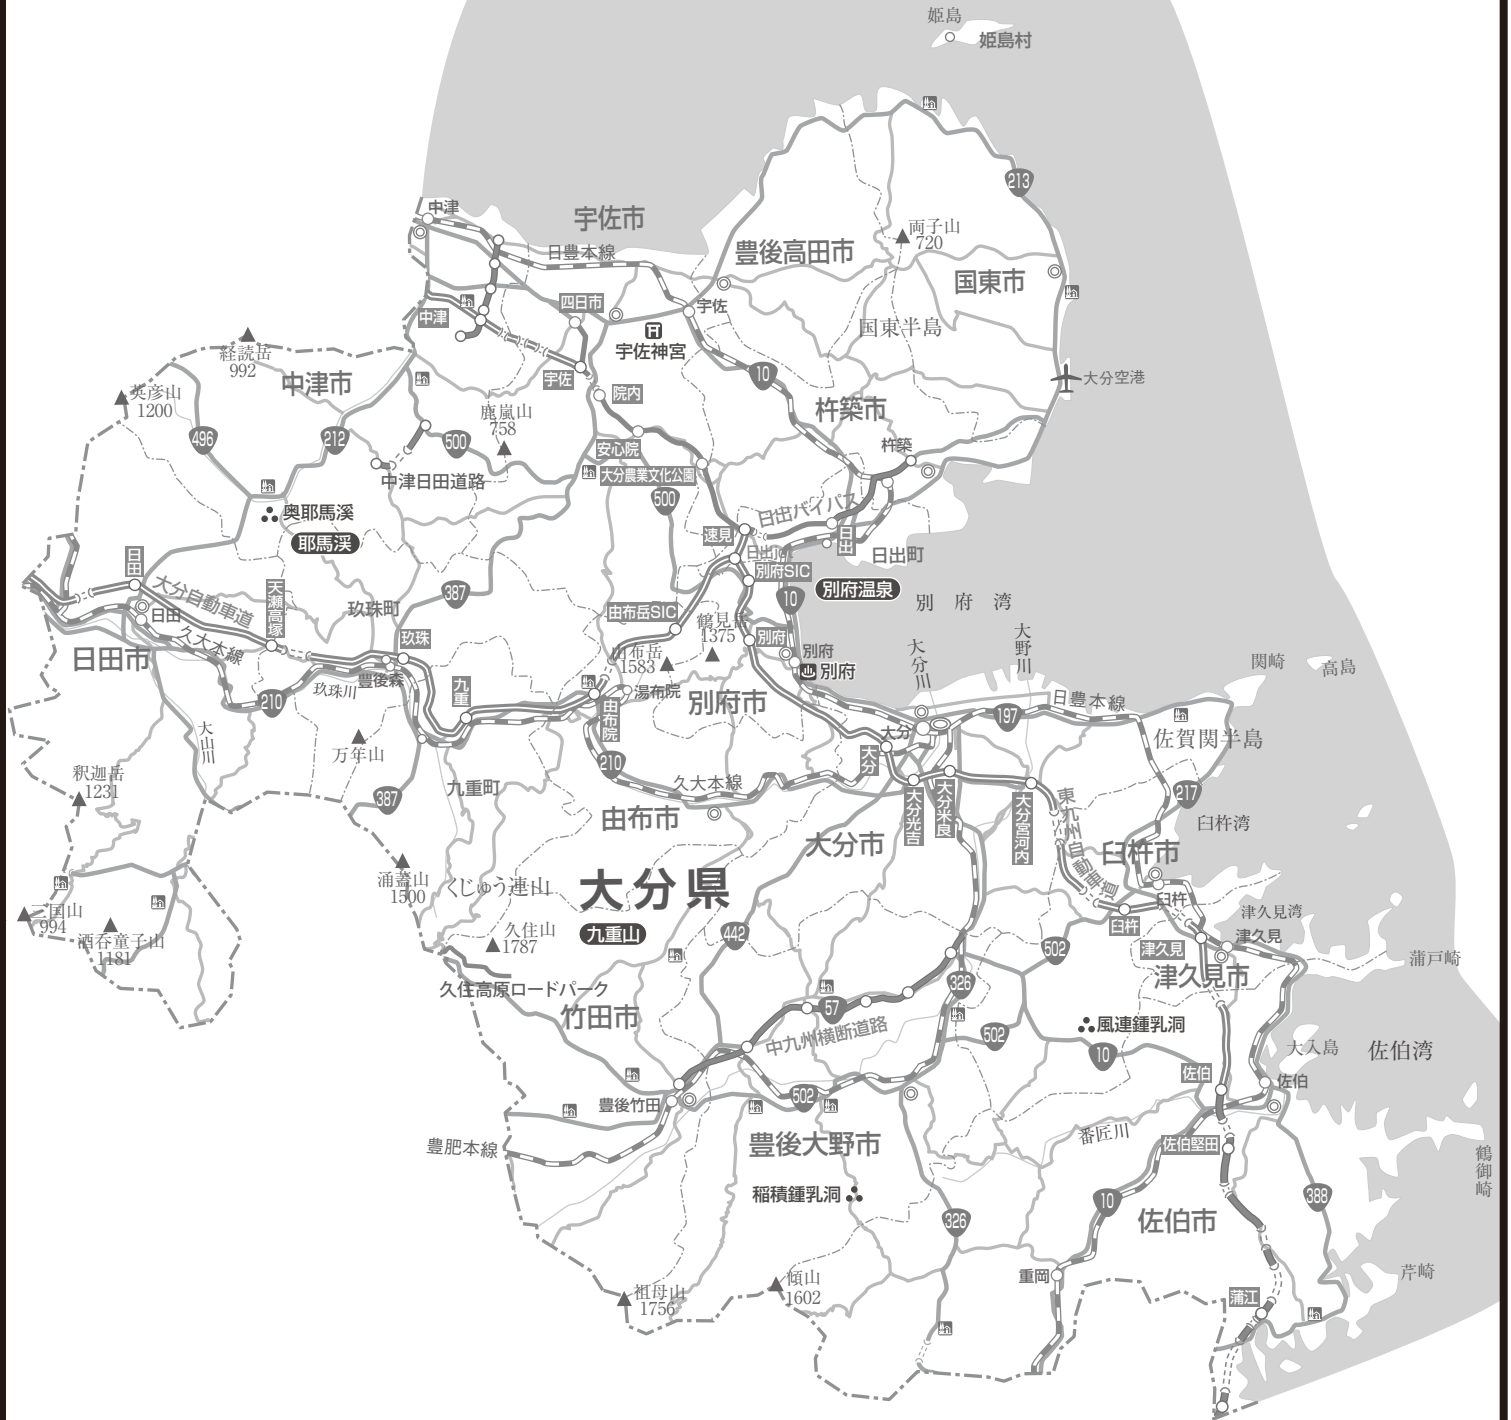 姫島
姫島村
213
中津
宇佐市
日豊本線
豊後高田市
両子山
720
国東市
中津
四日市
宇佐
国東半島
宇佐神宮
経読岳
992
中津市
宇佐
10
大分空港
英彦山
1200
院内
杵築市
鹿嵐山
758
496
212
500
安心院
杵築
中津日田道路
大分農業文化公園
500
奥耶馬溪
耶馬溪
日出バイパス
速見
日出
日出jct
日出町
日田
大分自動車道
別府SIC
別府温泉
天瀬高塚
387
10
別府湾
日田
玖珠町
由布岳SIC
鶴見岳
1375
久大本線
玖珠
別府
大分川
大野川
日田市
由布岳
1583
別府
別府
関崎
高島
豊後森
玖珠川
九重
湯布院
別府市
210
日豊本線
197
大山川
由布院
大分
佐賀関半島
万年山
大分
210
釈迦岳
1231
387
九重町
久大本線
大分光吉
大分米良
大分宮河内
東九州自動車道
217
由布市
大分市
臼杵湾
臼杵市
涌蓋山
1500
くじゅう連山
大分県
臼杵
三国山
994
酒呑童子山
1181
久住山
1787
九重山
442
臼杵
津久見湾
502
津久見
津久見
蒲戸崎
津久見市
久住高原ロードパーク
326
竹田市
57
中九州横断道路
風連鍾乳洞
502
10
大入島
佐伯湾
佐伯
佐伯
豊後竹田
502
豊肥本線
豊後大野市
番匠川
佐伯堅田
鶴御崎
稲積鍾乳洞
10
388
326
佐伯市
重岡
芹崎
祖母山
1756
傾山
1602
蒲江